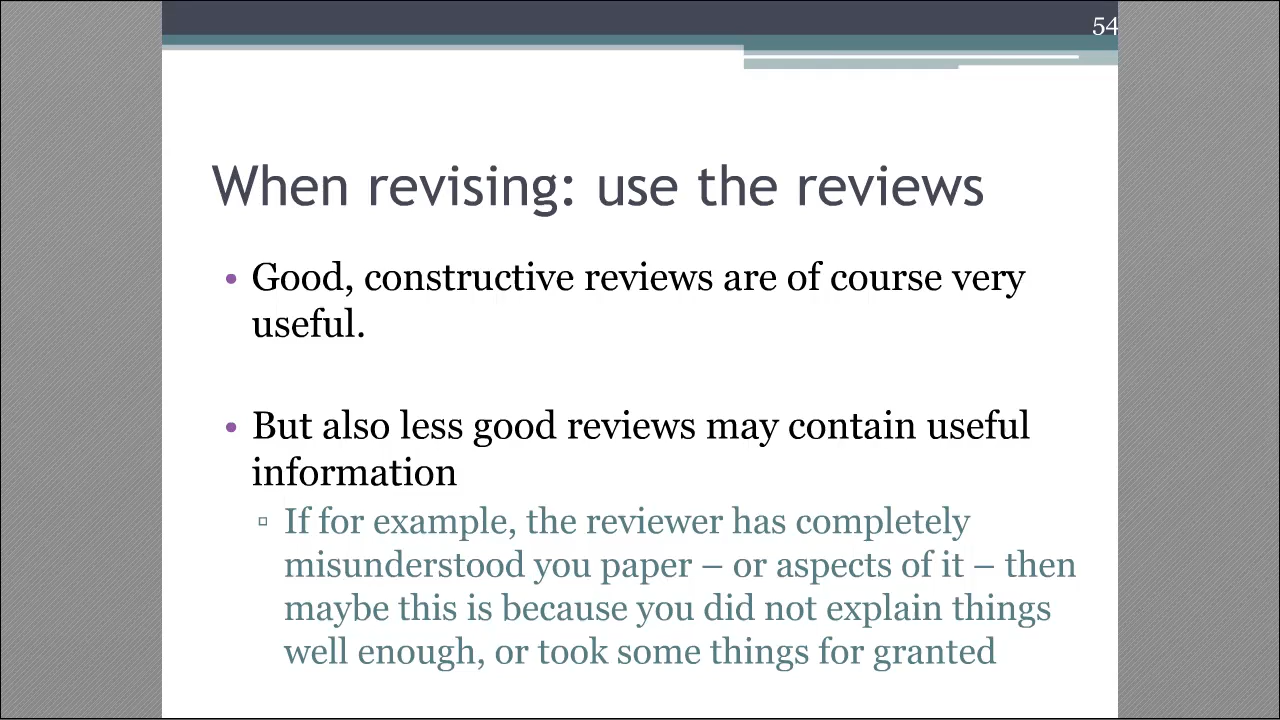 54
When revising: use the reviews
• Good, constructive reviews are of course very
useful.
• But also less good reviews may contain useful
information
▫ If for example, the reviewer has completely
misunderstood you paper – or aspects of it – then
maybe this is because you did not explain things
well enough, or took some things for granted